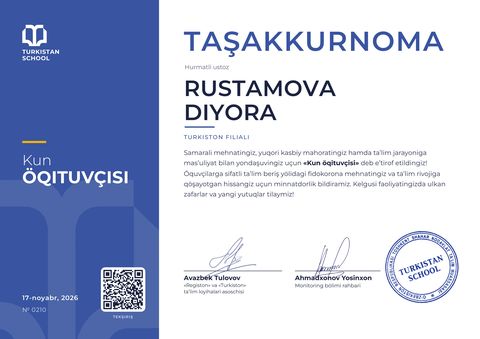 TURKISTAN
SCHOOL
TAŞAKKURNOMA
Hurmatli ustoz
RUSTAMOVA
DIYORA
TURKISTON FILIALI
Kun
ÖQITUVÇISI
Samarali mehnatingiz, yuqori kasbiy mahoratingiz hamda ta'lim jarayoniga
mas'uliyat bilan yondaşuvingiz uçun «Kun öqituvçisi» deb e'tirof etildingiz!
Öquvçilarga sifatli ta'lim beriş yölidagi fidokorona mehnatingiz va ta'lim rivojiga
qöşayotgan hissangiz uçun minnatdorlik bildiramiz. Kelgusi faoliyatingizda ulkan
zafarlar va yangi yutuqlar tilaymiz!
Avazbek Tulovov
«Registon» va «Turkiston»
ta'lim loyihalari asoschisi
Ahmadxonov Yosinxon
Monitoring bölimi rahbari
TURKISTAN
SCHOOL
17-noyabr, 2026
№ 0210
TEKŞIRIŞ